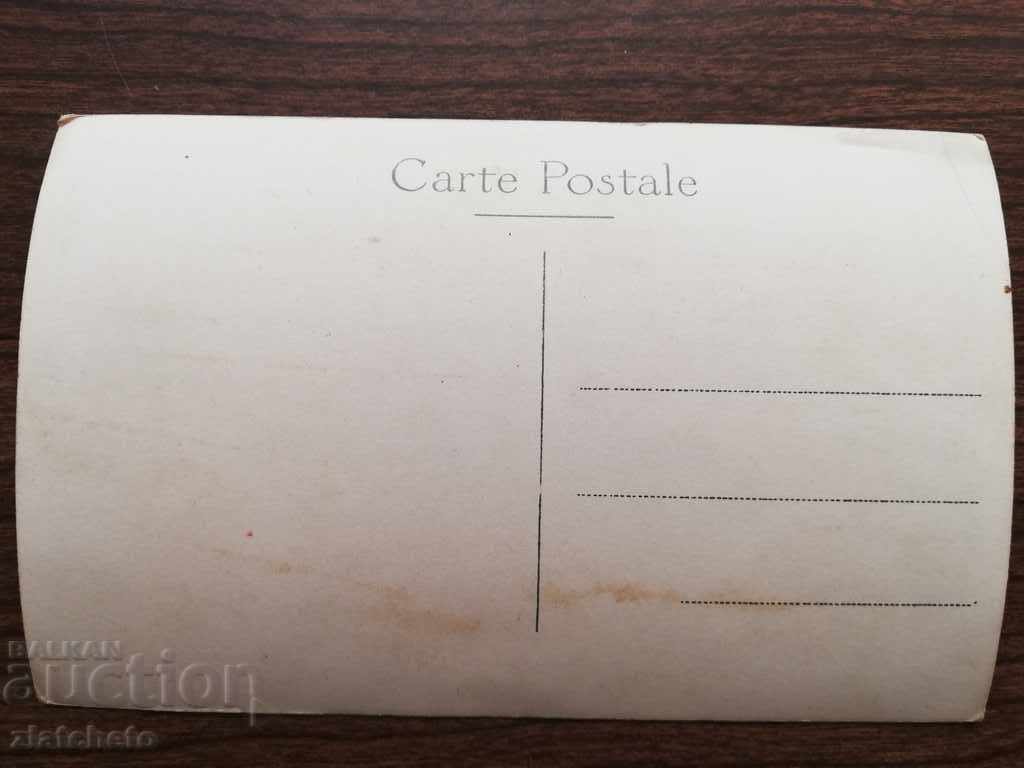 Carte Postale
BALKAN
auction
zlatcheto